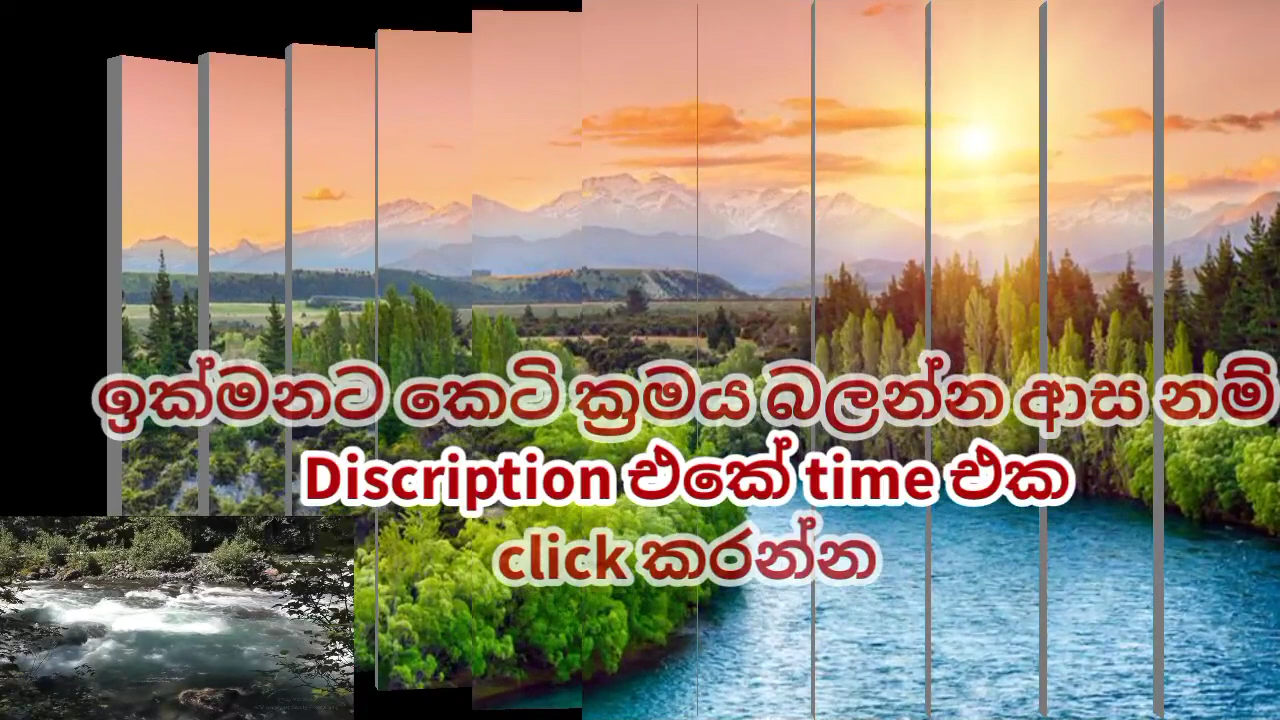 ඉක්මනට කෙටි ක්‍රමය බලන්න ආස නම්
Discription එකේ time එක
click කරන්න